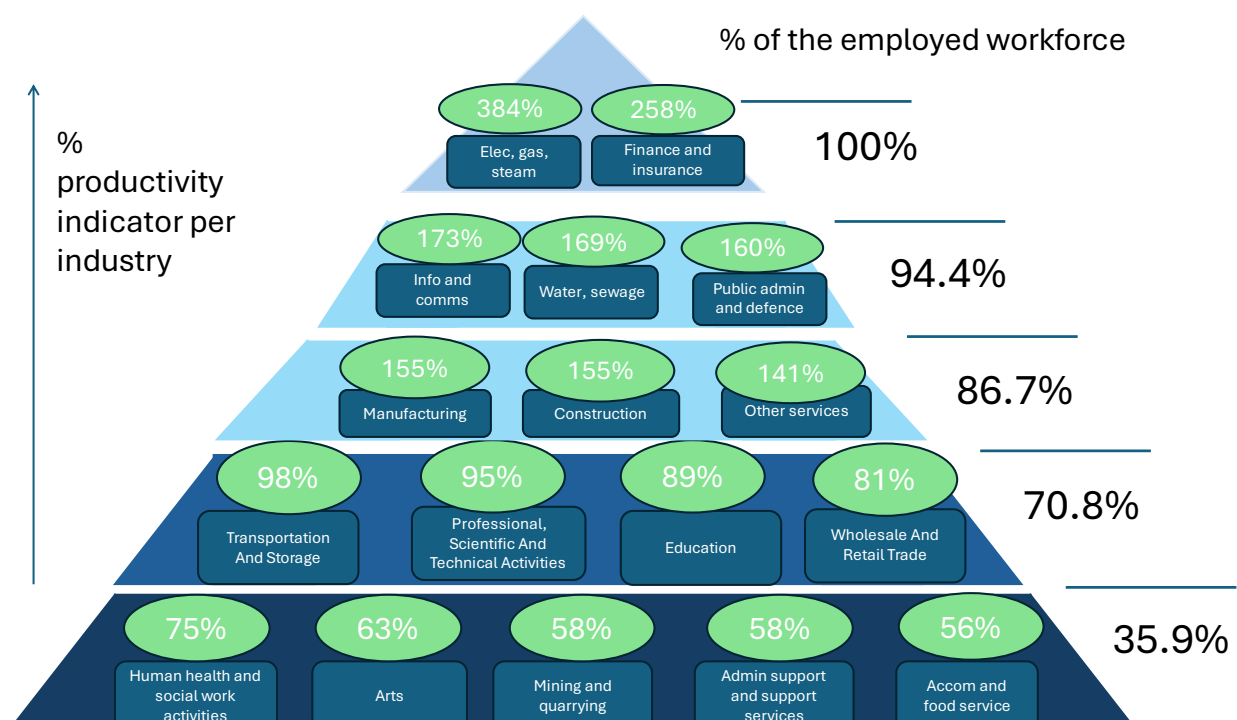 % of the employed workforce
%
productivity
indicator per
industry
384%
258%
Elec, gas,
steam
Finance and
insurance
100%
173%
169%
160%
Info and
comms
Water, sewage
Public admin
and defence
94.4%
155%
155%
141%
Manufacturing
Construction
Other services
86.7%
98%
95%
89%
81%
Transportation
And Storage
Professional,
Scientific And
Technical Activities
Education
Wholesale And
Retail Trade
70.8%
75%
63%
58%
58%
56%
Human health and
social work
activities
Arts
Mining and
quarrying
Admin support
and support
services
Accom and
food service
35.9%